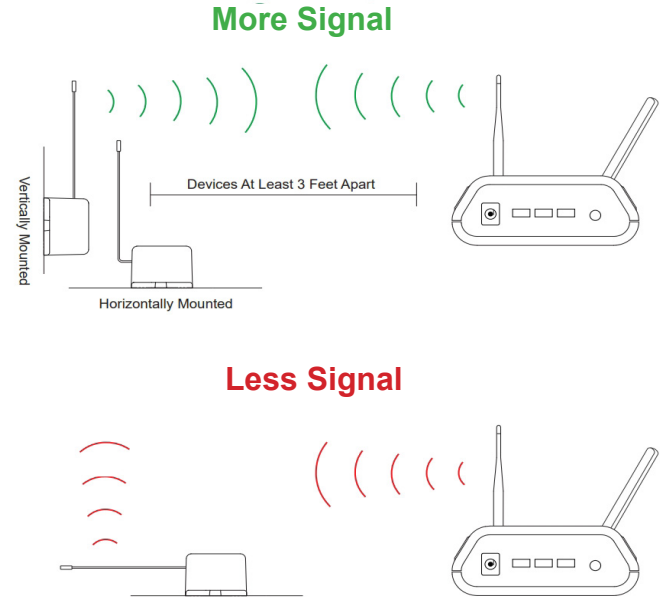 More Signal
Devices At Least 3 Feet Apart
Vertically Mounted
Horizontally Mounted
Less Signal